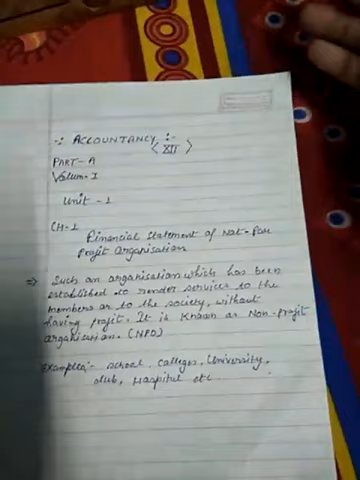 -: ACCOUNTANCY :-
< XII >
PART - A
Volum - I
Unit - 1
CH-1
Financial Statement of Not-For
Profit Organisation
⇒ Such an organisation which has been
established to render services to the
members or to the society, without
having profit. It is Known as Non-profit
organisation. (NPO)
Example:- school, Colleges, University,
club, Hospital etc